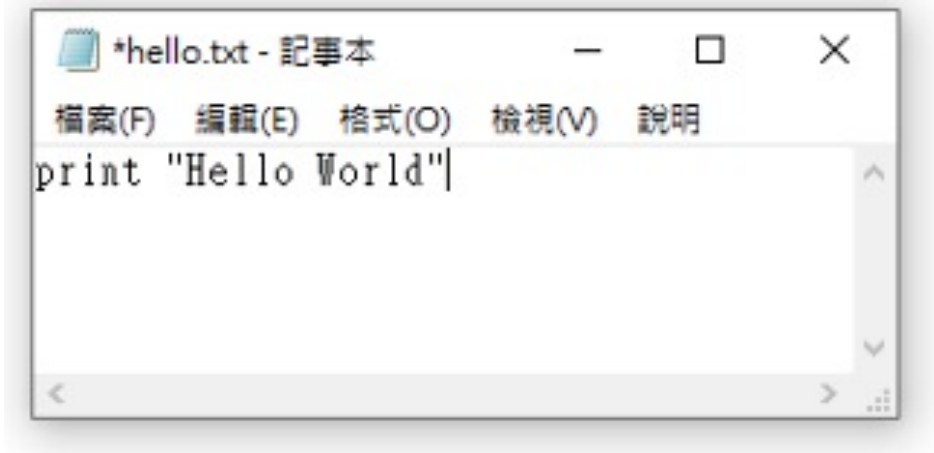 *hello.txt - 記事本
檔案(F) 編輯(E) 格式(O) 檢視(V) 說明
print "Hello World"